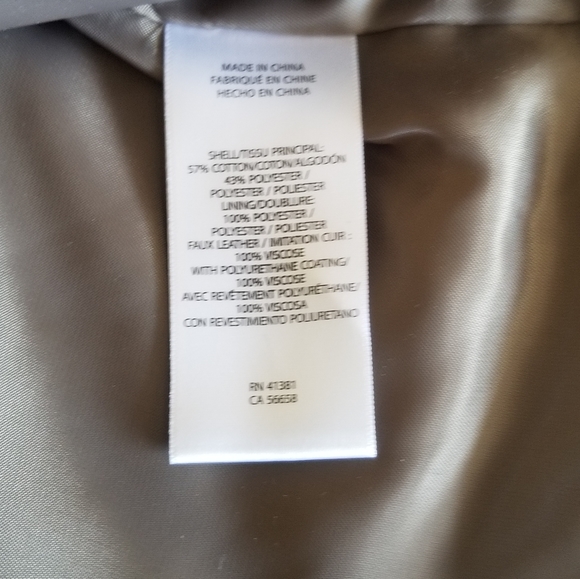 MADE IN CHINA
FABRIQUÉ EN CHINE
HECHO EN CHINA
SHELL/TISSU PRINCIPAL:
57% COTTON/COTON/ALGODÓN
43% POLYESTER /
POLYESTER / POLIESTER
LINING/DOUBLURE:
100% POLYESTER /
POLYESTER / POLIESTER
FAUX LEATHER / IMITATION CUIR :
100% VISCOSE
WITH POLYURETHANE COATING/
100% VISCOSE
AVEC REVÊTEMENT POLYURÉTHANE/
100% VISCOSA
CON REVESTIMIENTO POLIURETANO
RN 41381
CA 56658